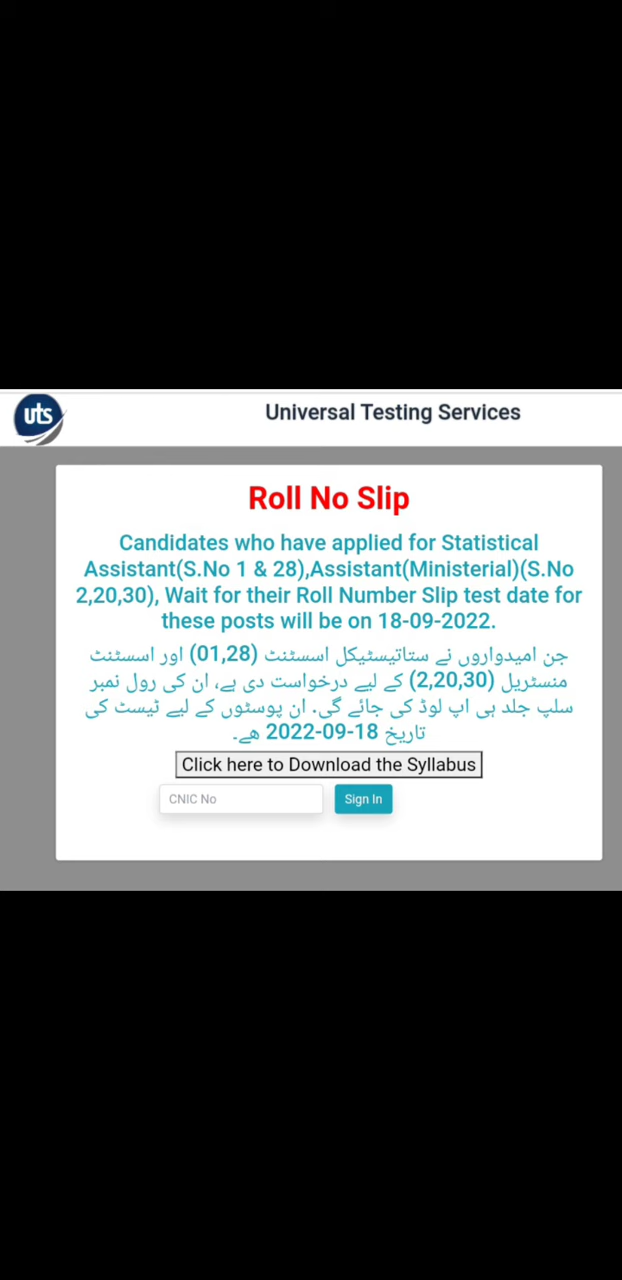 uts
Universal Testing Services
Roll No Slip
Candidates who have applied for Statistical
Assistant(S.No 1 & 28),Assistant(Ministerial)(S.No
2,20,30), Wait for their Roll Number Slip test date for
these posts will be on 18-09-2022.
جن امیدواروں نے ستاتیسٹیکل اسسٹنٹ (01,28) اور اسسٹنٹ
منسٹریل (2,20,30) کے لیے درخواست دی ہے، ان کی رول نمبر
سلپ جلد ہی اپ لوڈ کی جائے گی. ان پوسٹوں کے لیے ٹیسٹ کی
تاریخ 18-09-2022 ھے۔
Click here to Download the Syllabus
CNIC No
Sign In